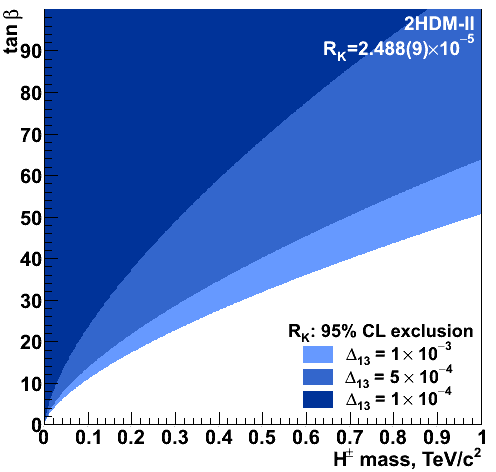 tan β
2HDM-II
R_K=2.488(9)×10^−5
90
80
70
60
50
40
30
20
10
0
R_K: 95% CL exclusion
Δ_13 = 1 × 10^−3
Δ_13 = 5 × 10^−4
Δ_13 = 1 × 10^−4
0 0.1 0.2 0.3 0.4 0.5 0.6 0.7 0.8 0.9 1
H^± mass, TeV/c^2